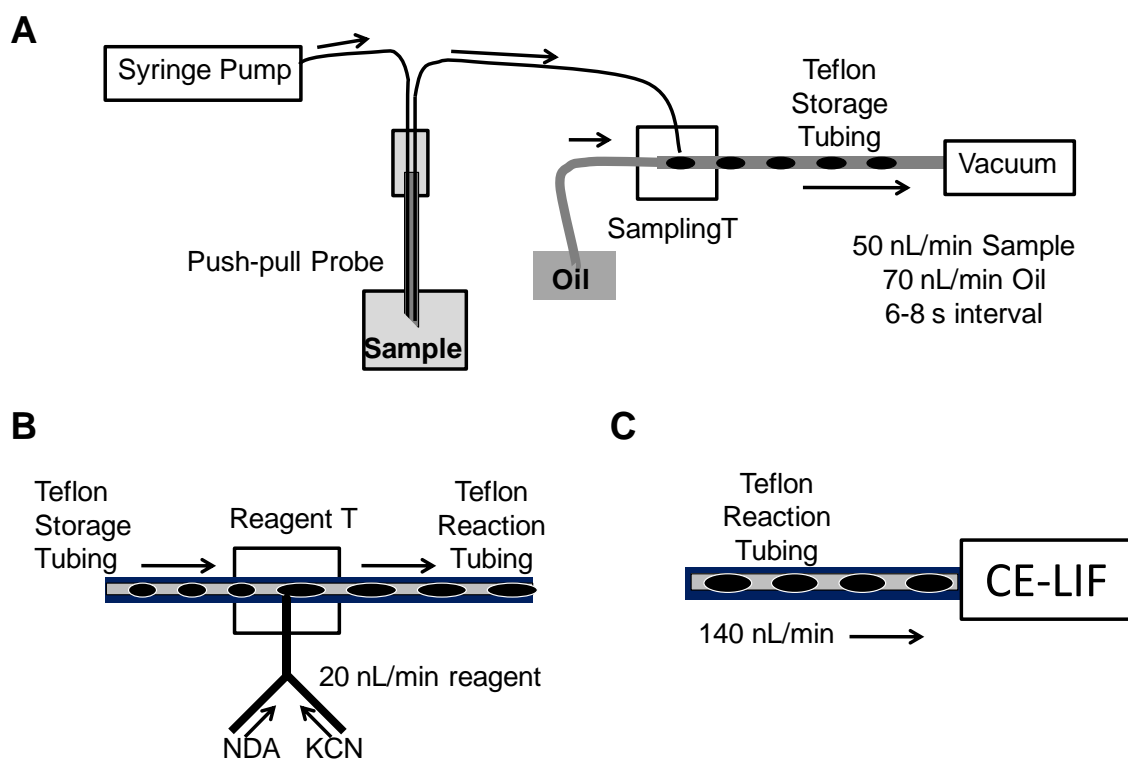 A
Syringe Pump
Teflon
Storage
Tubing
Vacuum
SamplingT
Push-pull Probe
Oil
50 nL/min Sample
70 nL/min Oil
6-8 s interval
Sample
B
Teflon
Storage
Tubing
Reagent T
Teflon
Reaction
Tubing
20 nL/min reagent
NDA
KCN
C
Teflon
Reaction
Tubing
CE-LIF
140 nL/min